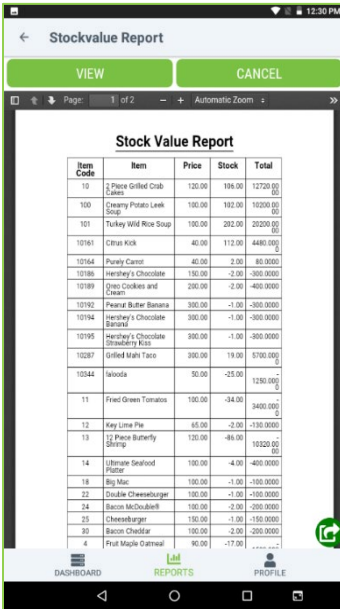 12:30 PM
Stockvalue Report
VIEW CANCEL
Page: 1 of 2 − + Automatic Zoom
Stock Value Report
Item Code Item Price Stock Total
10 2 Piece Grilled Crab Cakes 120.00 106.00 12720.0000
100 Creamy Potato Leek Soup 100.00 102.00 10200.0000
101 Turkey Wild Rice Soup 100.00 202.00 20200.0000
10161 Citrus Kick 40.00 112.00 4480.0000
10164 Purely Carrot 40.00 2.00 80.0000
10186 Hershey's Chocolate 150.00 -2.00 -300.0000
10189 Oreo Cookies and Cream 200.00 -2.00 -400.0000
10192 Peanut Butter Banana 300.00 -1.00 -300.0000
10194 Hershey's Chocolate Banana 300.00 -1.00 -300.0000
10195 Hershey's Chocolate Strawberry Kiss 300.00 -1.00 -300.0000
10287 Grilled Mahi Taco 300.00 19.00 5700.0000
10344 falooda 50.00 -25.00 -1250.0000
11 Fried Green Tomatos 100.00 -34.00 -3400.0000
12 Key Lime Pie 65.00 -2.00 -130.0000
13 12 Piece Butterfly Shrimp 120.00 -86.00 -10320.0000
14 Ultimate Seafood Platter 100.00 -4.00 -400.0000
18 Big Mac 100.00 -1.00 -100.0000
22 Double Cheeseburger 100.00 -1.00 -100.0000
24 Bacon McDouble® 100.00 -2.00 -200.0000
25 Cheeseburger 150.00 -1.00 -150.0000
30 Bacon Cheddar 100.00 -2.00 -200.0000
4 Fruit Maple Oatmeal 90.00 -17.00 -
DASHBOARD REPORTS PROFILE